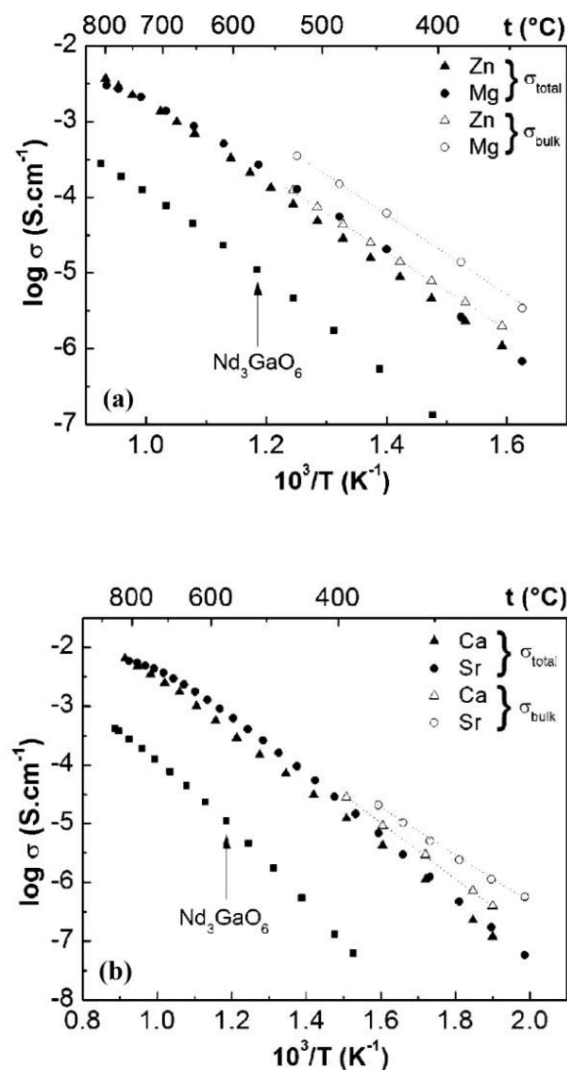 800 700 600 500 400 t (°C)
-2
-3
-4
-5
-6
-7
log σ (S.cm⁻¹)
Zn
Mg
} σtotal
Zn
Mg
} σbulk
Nd₃GaO₆
(a)
1.0 1.2 1.4 1.6
10³/T (K⁻¹)
800 600 400 t (°C)
-2
-3
-4
-5
-6
-7
-8
log σ (S.cm⁻¹)
Ca
Sr
} σtotal
Ca
Sr
} σbulk
Nd₃GaO₆
(b)
0.8 1.0 1.2 1.4 1.6 1.8 2.0
10³/T (K⁻¹)